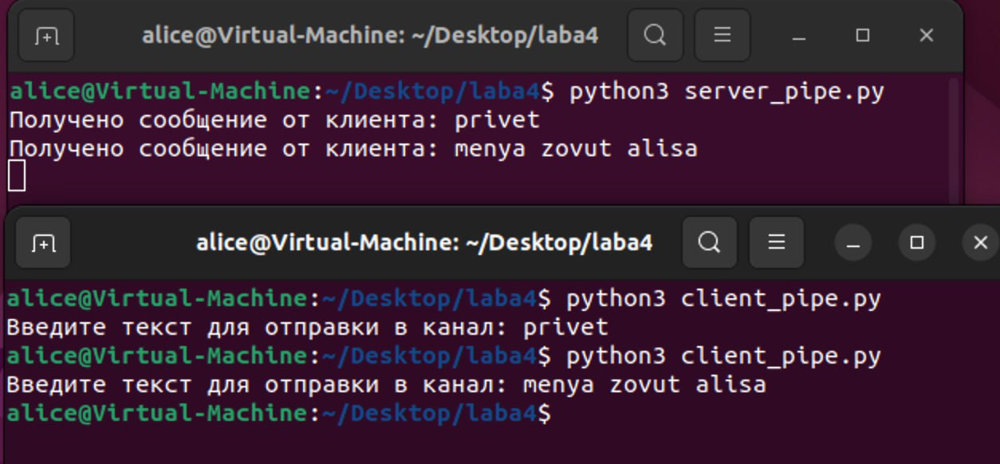 alice@Virtual-Machine: ~/Desktop/laba4
alice@Virtual-Machine:~/Desktop/laba4$ python3 server_pipe.py
Получено сообщение от клиента: privet
Получено сообщение от клиента: menya zovut alisa
alice@Virtual-Machine: ~/Desktop/laba4
alice@Virtual-Machine:~/Desktop/laba4$ python3 client_pipe.py
Введите текст для отправки в канал: privet
alice@Virtual-Machine:~/Desktop/laba4$ python3 client_pipe.py
Введите текст для отправки в канал: menya zovut alisa
alice@Virtual-Machine:~/Desktop/laba4$